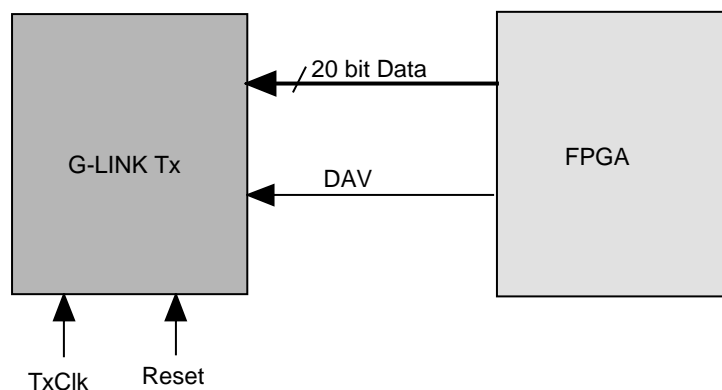 20 bit Data
G-LINK Tx
FPGA
DAV
TxClk
Reset